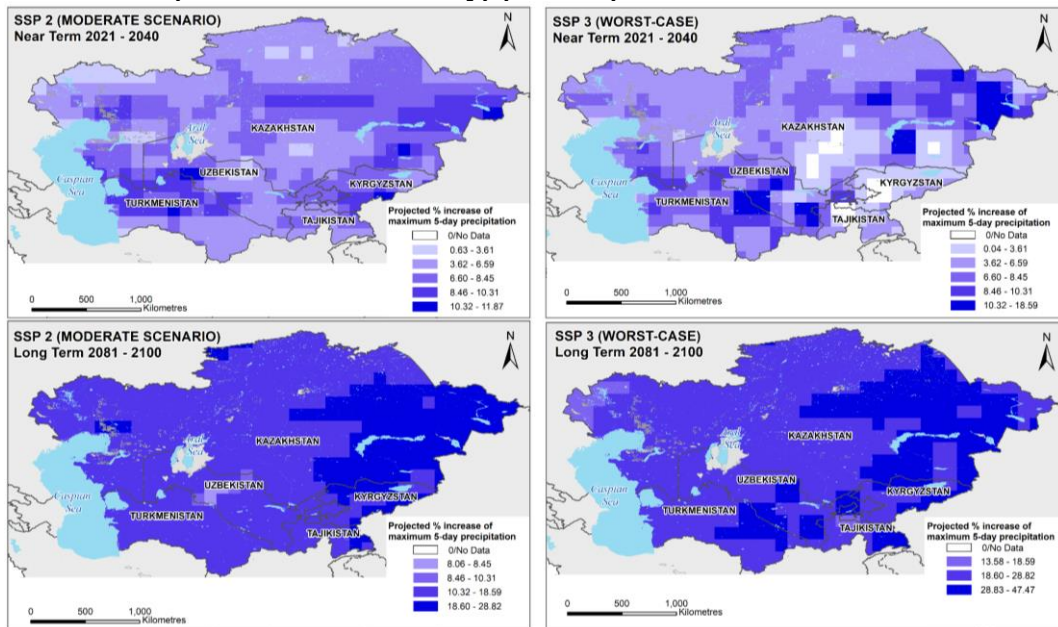 SSP 2 (MODERATE SCENARIO)
Near Term 2021 - 2040
N
KAZAKHSTAN
Aral
Sea
UZBEKISTAN
KYRGYZSTAN
Caspian
Sea
TURKMENISTAN
TAJIKISTAN
Projected % increase of
maximum 5-day precipitation
0/No Data
0.63 - 3.61
3.62 - 6.59
6.60 - 8.45
8.46 - 10.31
10.32 - 11.87
0 500 1,000
Kilometres
SSP 3 (WORST-CASE)
Near Term 2021 - 2040
N
KAZAKHSTAN
Aral
Sea
UZBEKISTAN
KYRGYZSTAN
Caspian
Sea
TURKMENISTAN
TAJIKISTAN
Projected % increase of
maximum 5-day precipitation
0/No Data
0.04 - 3.61
3.62 - 6.59
6.60 - 8.45
8.46 - 10.31
10.32 - 18.59
0 500 1,000
Kilometres
SSP 2 (MODERATE SCENARIO)
Long Term 2081 - 2100
N
KAZAKHSTAN
Aral
Sea
UZBEKISTAN
KYRGYZSTAN
Caspian
Sea
TURKMENISTAN
TAJIKISTAN
Projected % increase of
maximum 5-day precipitation
0/No Data
8.06 - 8.45
8.46 - 10.31
10.32 - 18.59
18.60 - 28.82
0 500 1,000
Kilometres
SSP 3 (WORST-CASE)
Long Term 2081 - 2100
N
KAZAKHSTAN
Aral
Sea
UZBEKISTAN
KYRGYZSTAN
Caspian
Sea
TURKMENISTAN
TAJIKISTAN
Projected % increase of
maximum 5-day precipitation
0/No Data
13.58 - 18.59
18.60 - 28.82
28.83 - 47.47
0 500 1,000
Kilometres